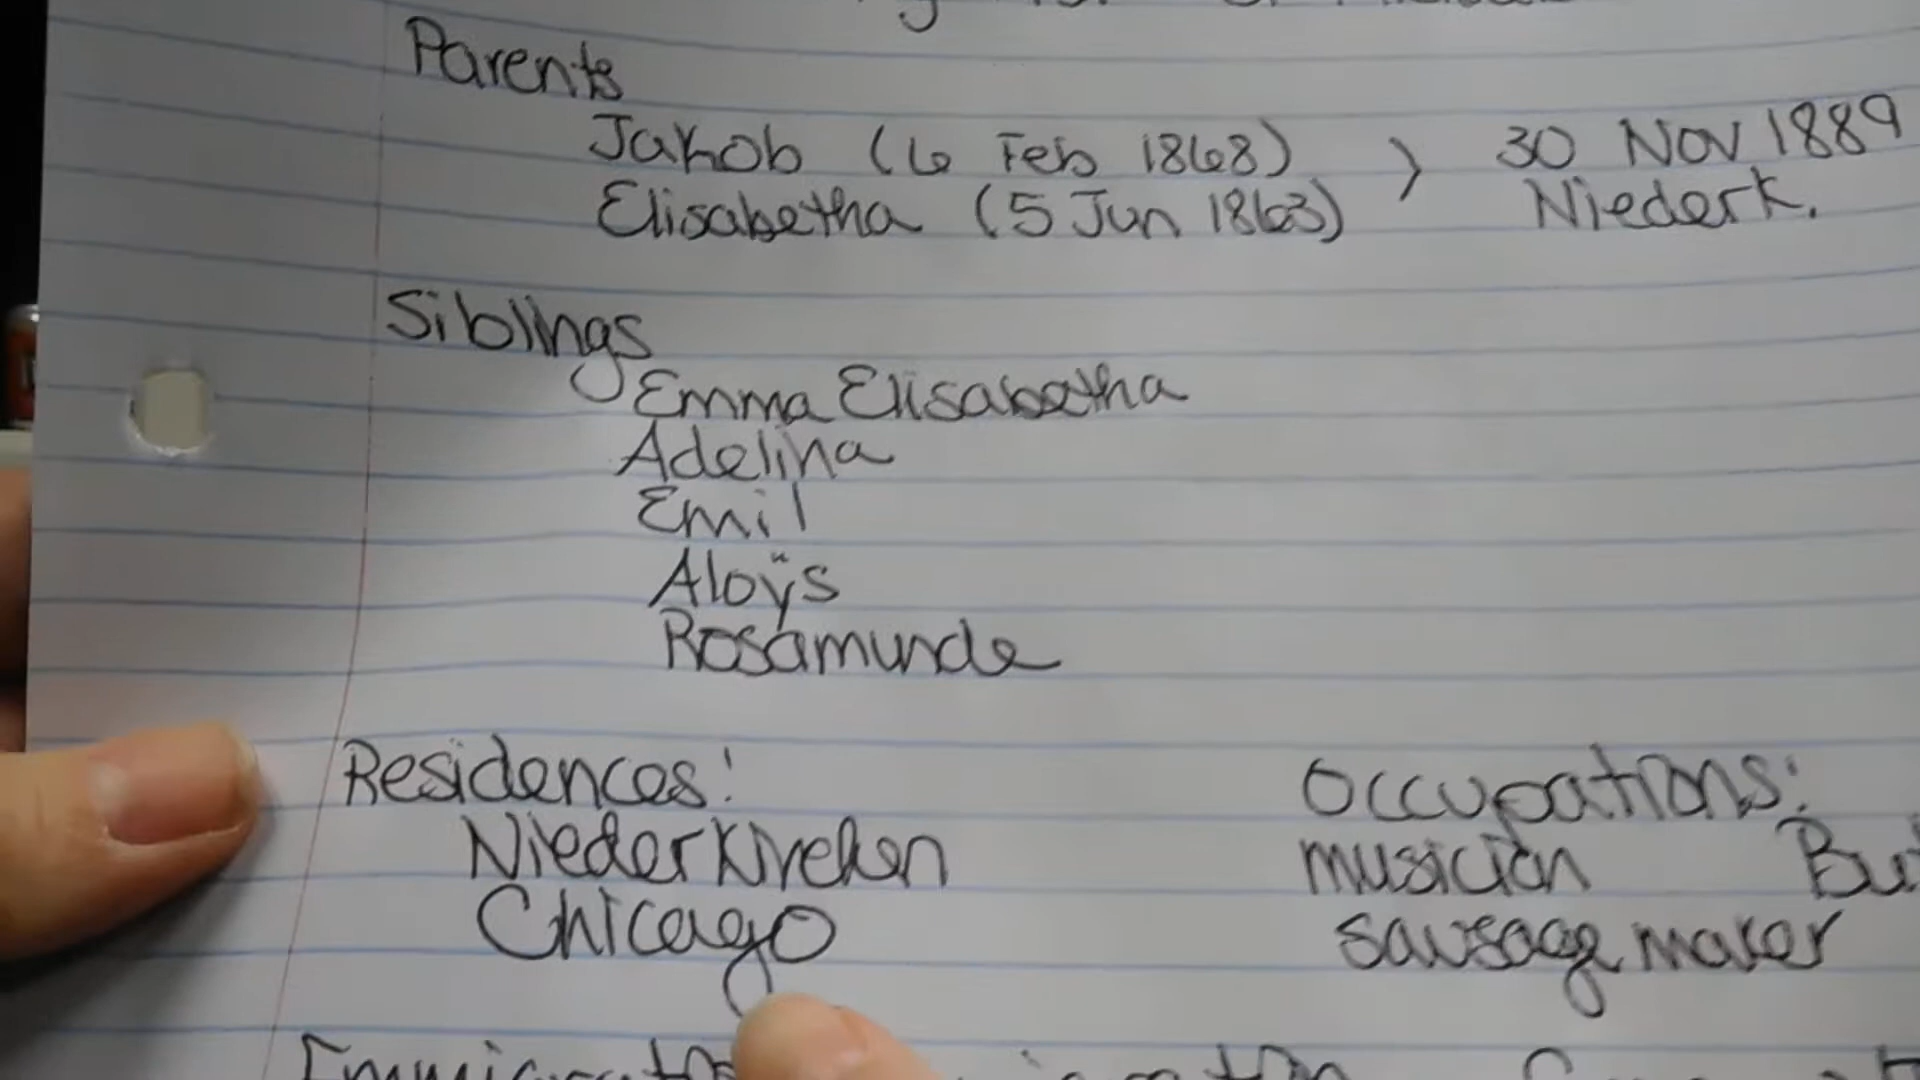 Parents
Jakob (6 Feb 1868) > 30 Nov 1889
Elisabetha (5 Jun 1863) Niederk.
Siblings
Emma Elisabetha
Adelina
Emil
Aloÿs
Rosamunde
Residences:
Niederkirchen
Chicago
Occupations:
musician
sausage maker